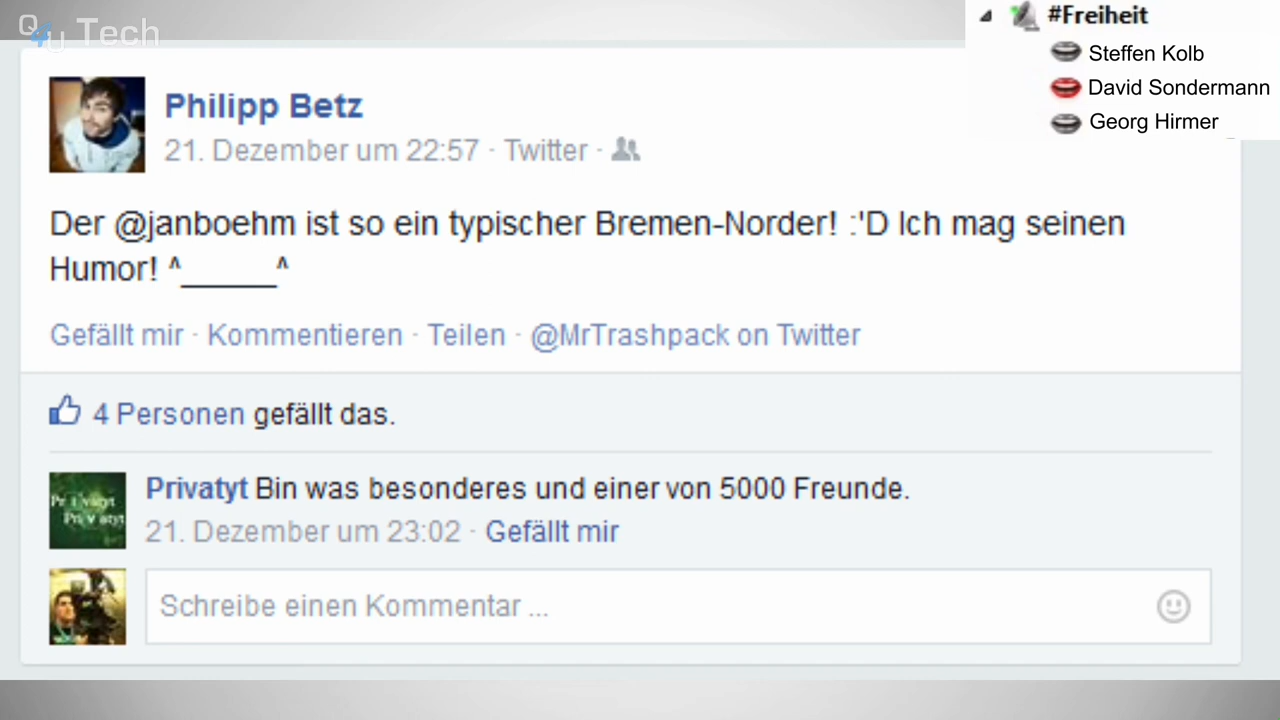 Q4U Tech
#Freiheit
Steffen Kolb
David Sondermann
Georg Hirmer
Philipp Betz
21. Dezember um 22:57 · Twitter ·
Der @janboehm ist so ein typischer Bremen-Norder! :'D Ich mag seinen
Humor! ^______^
Gefällt mir · Kommentieren · Teilen · @MrTrashpack on Twitter
4 Personen gefällt das.
Privatyt Bin was besonderes und einer von 5000 Freunde.
21. Dezember um 23:02 · Gefällt mir
Schreibe einen Kommentar ...